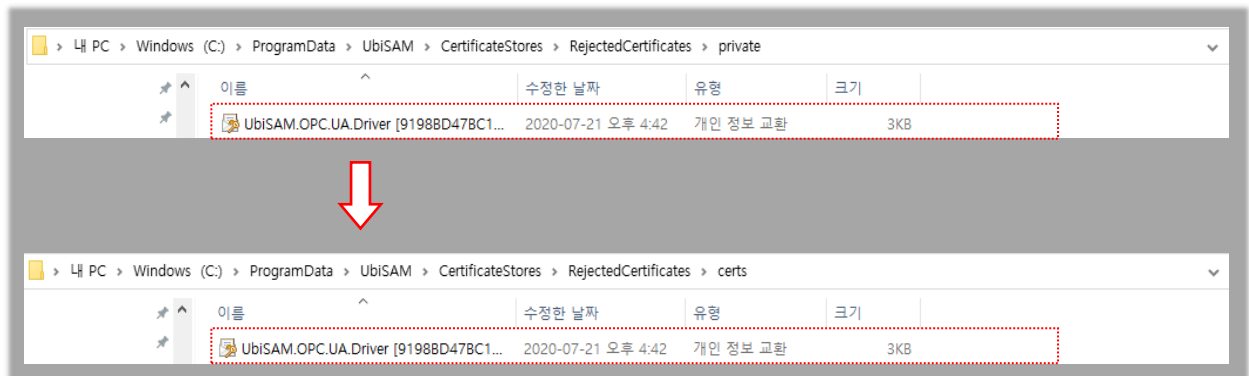 내 PC > Windows (C:) > ProgramData > UbiSAM > CertificateStores > RejectedCertificates > private
이름 수정한 날짜 유형 크기
UbiSAM.OPC.UA.Driver [9198BD47BC1... 2020-07-21 오후 4:42 개인 정보 교환 3KB
내 PC > Windows (C:) > ProgramData > UbiSAM > CertificateStores > RejectedCertificates > certs
이름 수정한 날짜 유형 크기
UbiSAM.OPC.UA.Driver [9198BD47BC1... 2020-07-21 오후 4:42 개인 정보 교환 3KB